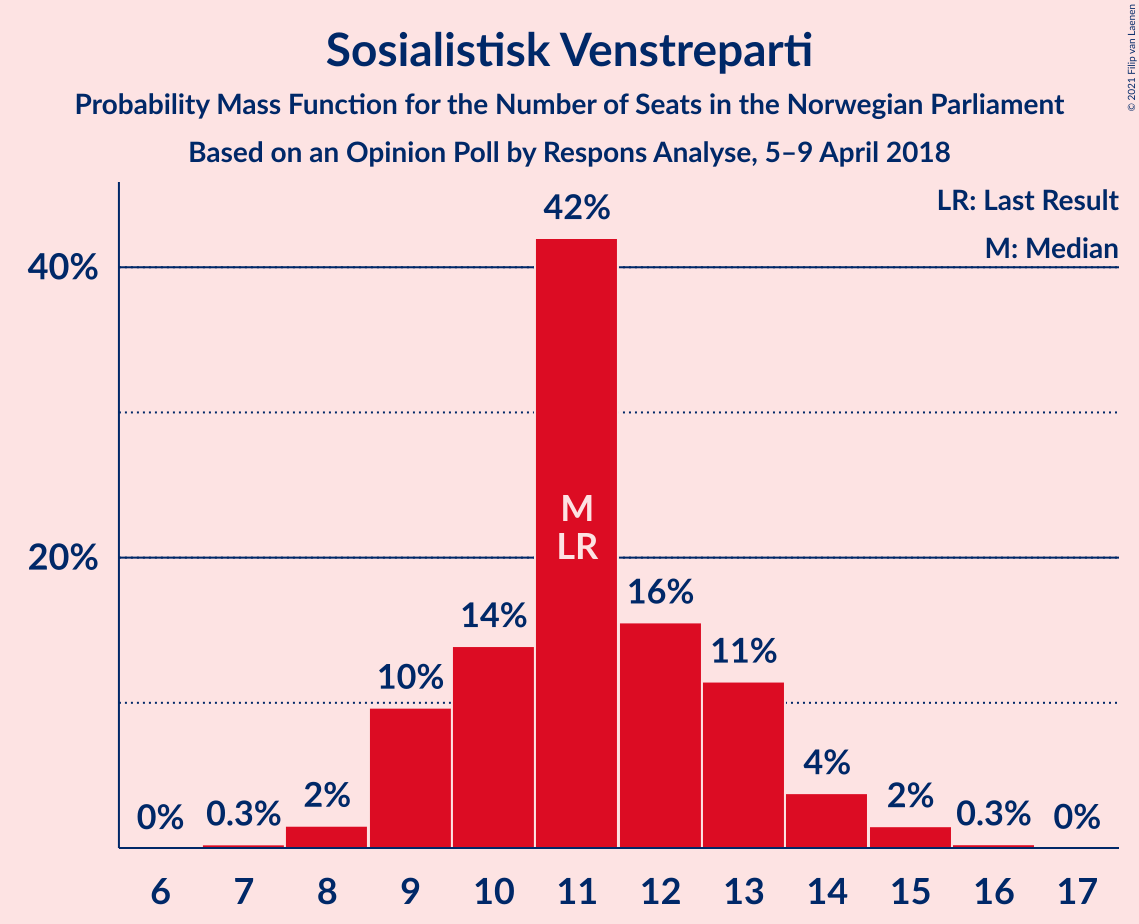 © 2021 Filip van Laenen
Sosialistisk Venstreparti
Probability Mass Function for the Number of Seats in the Norwegian Parliament
Based on an Opinion Poll by Respons Analyse, 5–9 April 2018
LR: Last Result
M: Median
40%
20%
0%
0.3%
2%
10%
14%
42%
M
LR
16%
11%
4%
2%
0.3%
0%
6 7 8 9 10 11 12 13 14 15 16 17